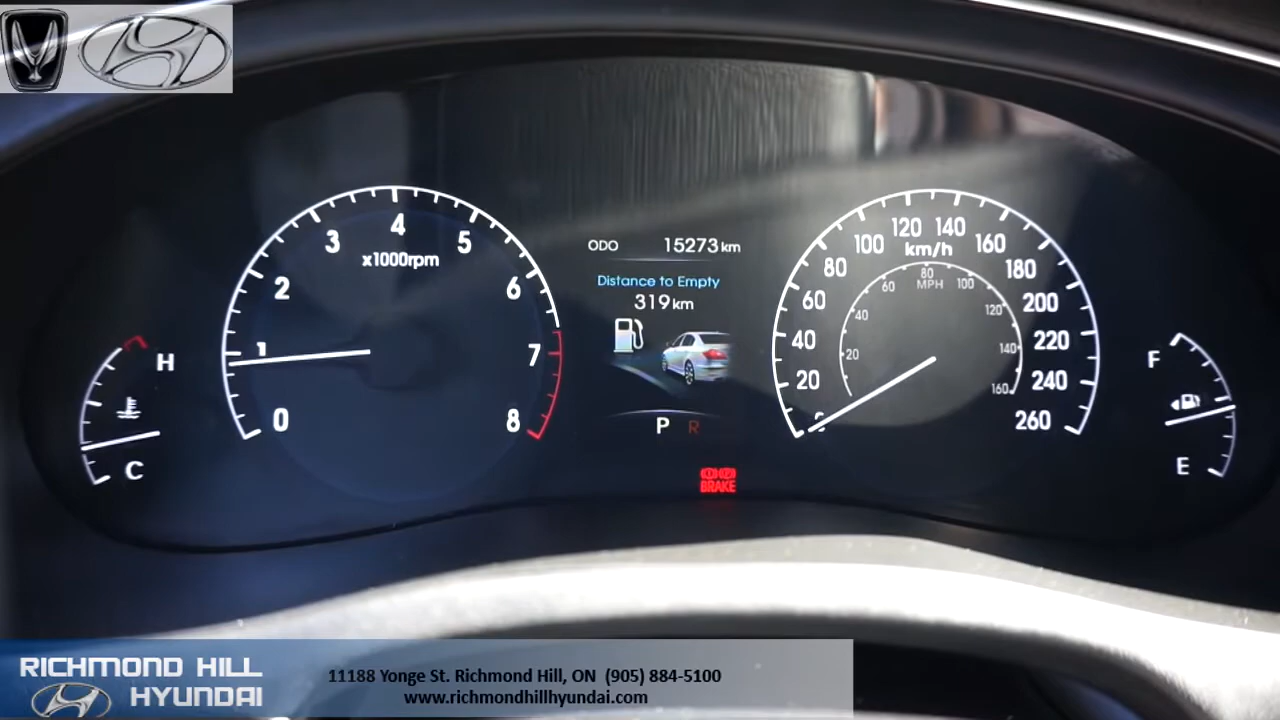 ODO 15273 km
Distance to Empty
319 km
P R
BRAKE
0 1 2 3 4 5 6 7 8
x1000rpm
0 20 40 60 80 100 120 140 160 180 200 220 240 260
km/h
20 40 60 80 100 120 140 160
MPH
H
C
F
E
RICHMOND HILL
HYUNDAI
11188 Yonge St. Richmond Hill, ON (905) 884-5100
www.richmondhillhyundai.com